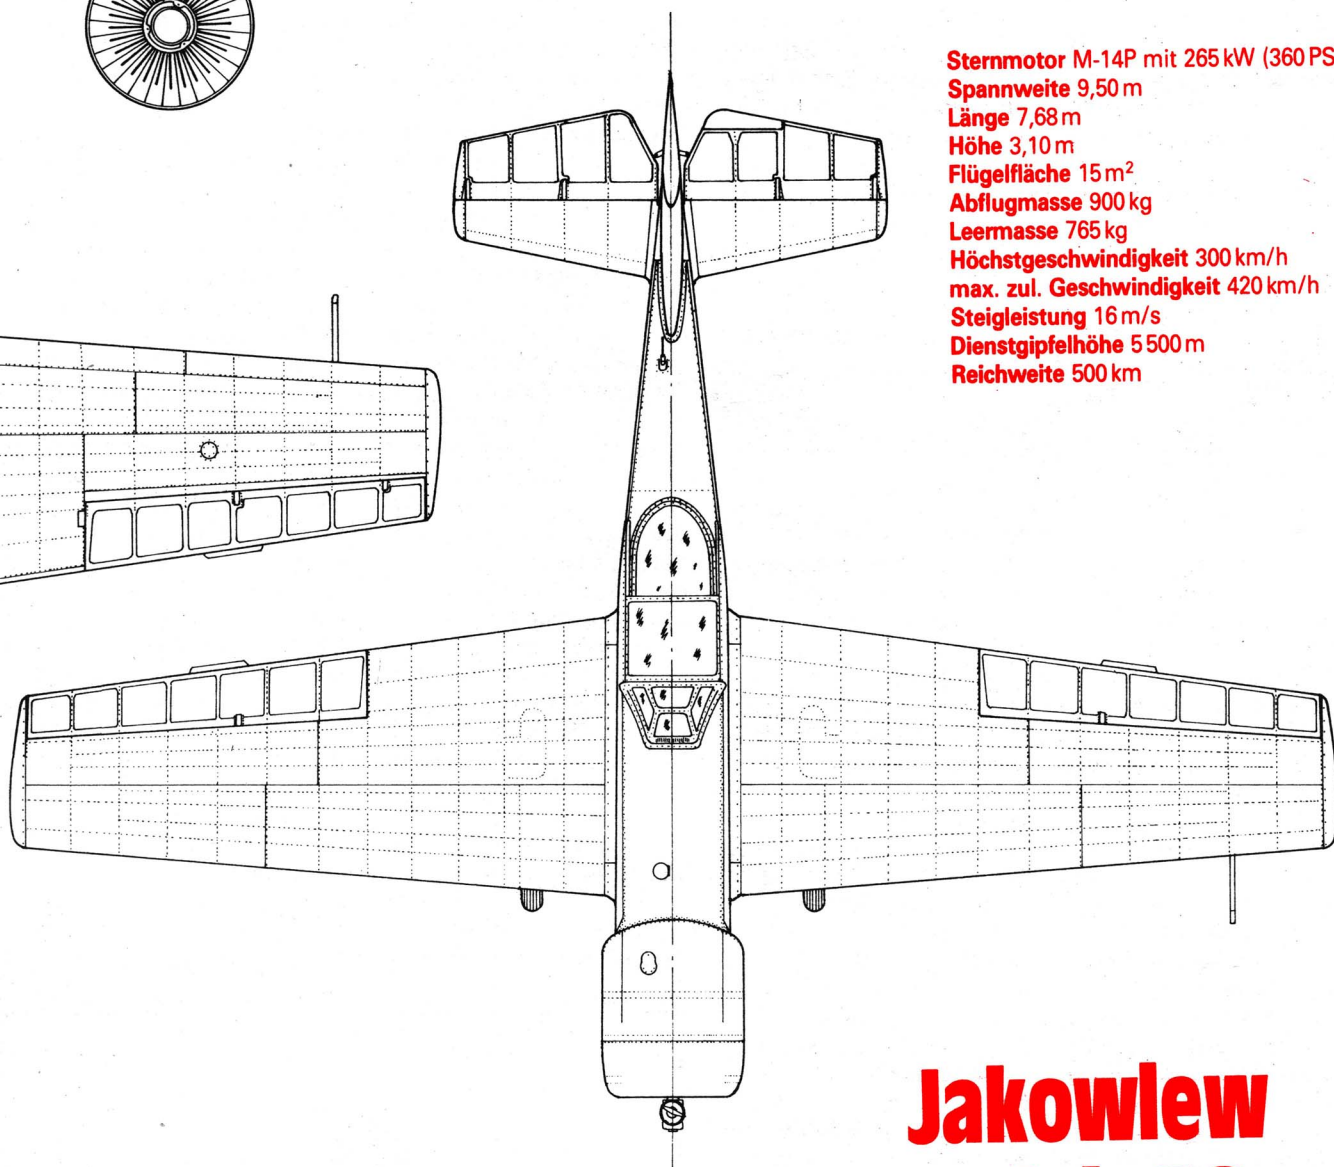 Sternmotor M-14P mit 265 kW (360 PS
Spannweite 9,50 m
Länge 7,68 m
Höhe 3,10 m
Flügelfläche 15 m²
Abflugmasse 900 kg
Leermasse 765 kg
Höchstgeschwindigkeit 300 km/h
max. zul. Geschwindigkeit 420 km/h
Steigleistung 16 m/s
Dienstgipfelhöhe 5 500 m
Reichweite 500 km
Jakowlew